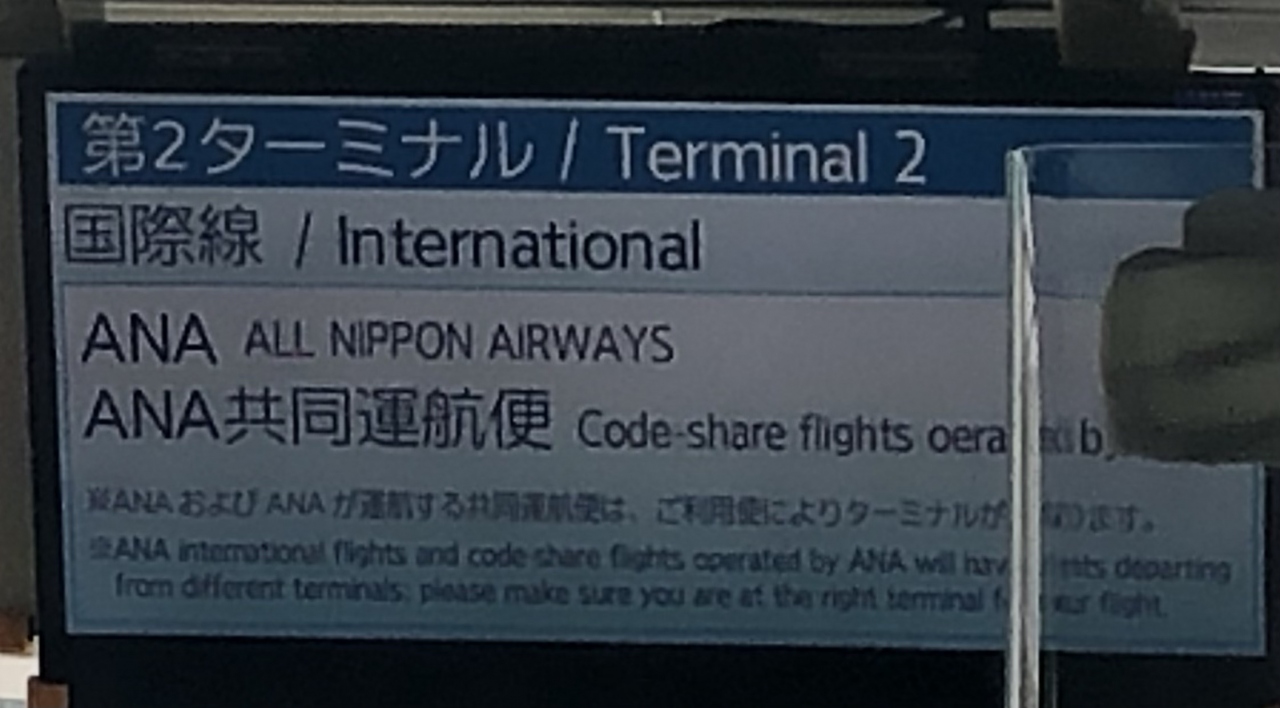 第2ターミナル / Terminal 2
国際線 / International
ANA ALL NIPPON AIRWAYS
ANA共同運航便 Code-share flights oera
※ANA および ANA が運航する共同運航便は、ご利用便によりターミナルが ます。
※ANA international flights and code-share flights operated by ANA will departing
from different terminals; please make sure you are at the right terminal flight.